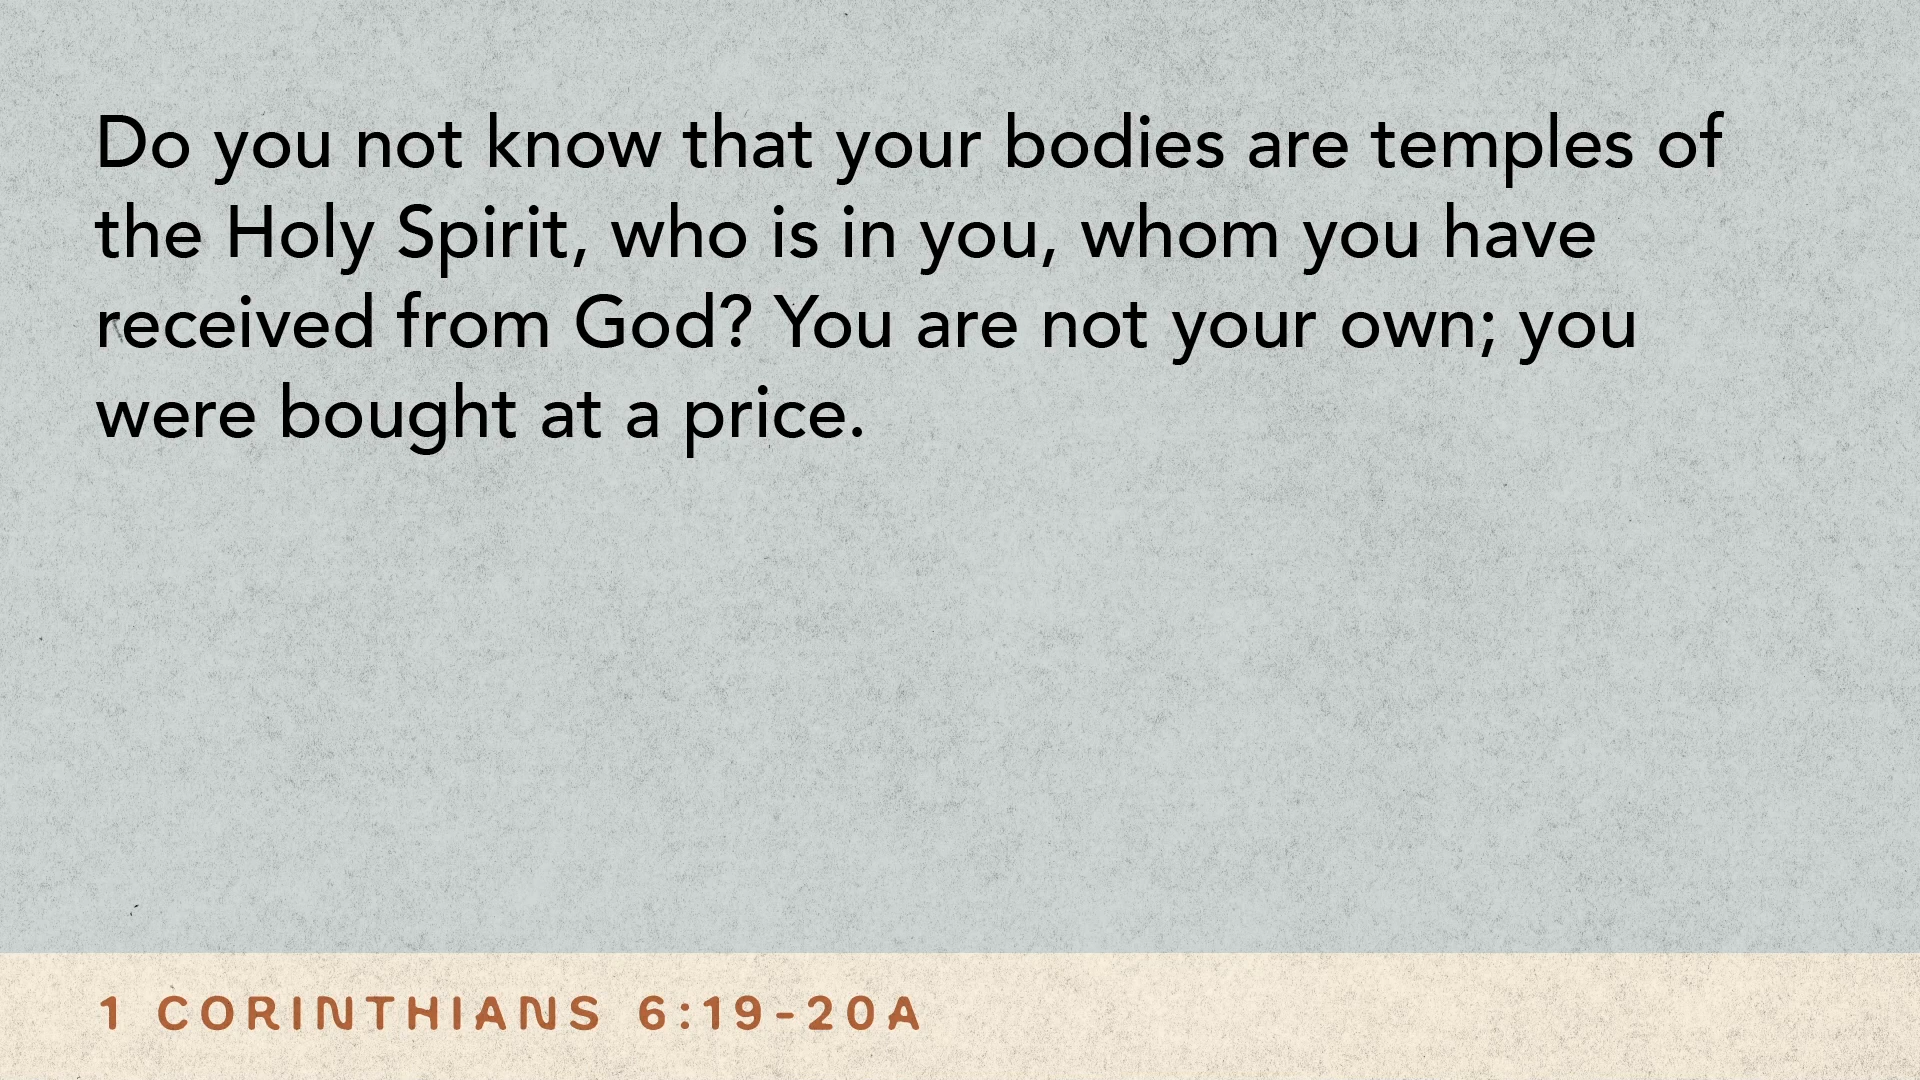 Do you not know that your bodies are temples of
the Holy Spirit, who is in you, whom you have
received from God? You are not your own; you
were bought at a price.
1 CORINTHIANS 6:19-20A